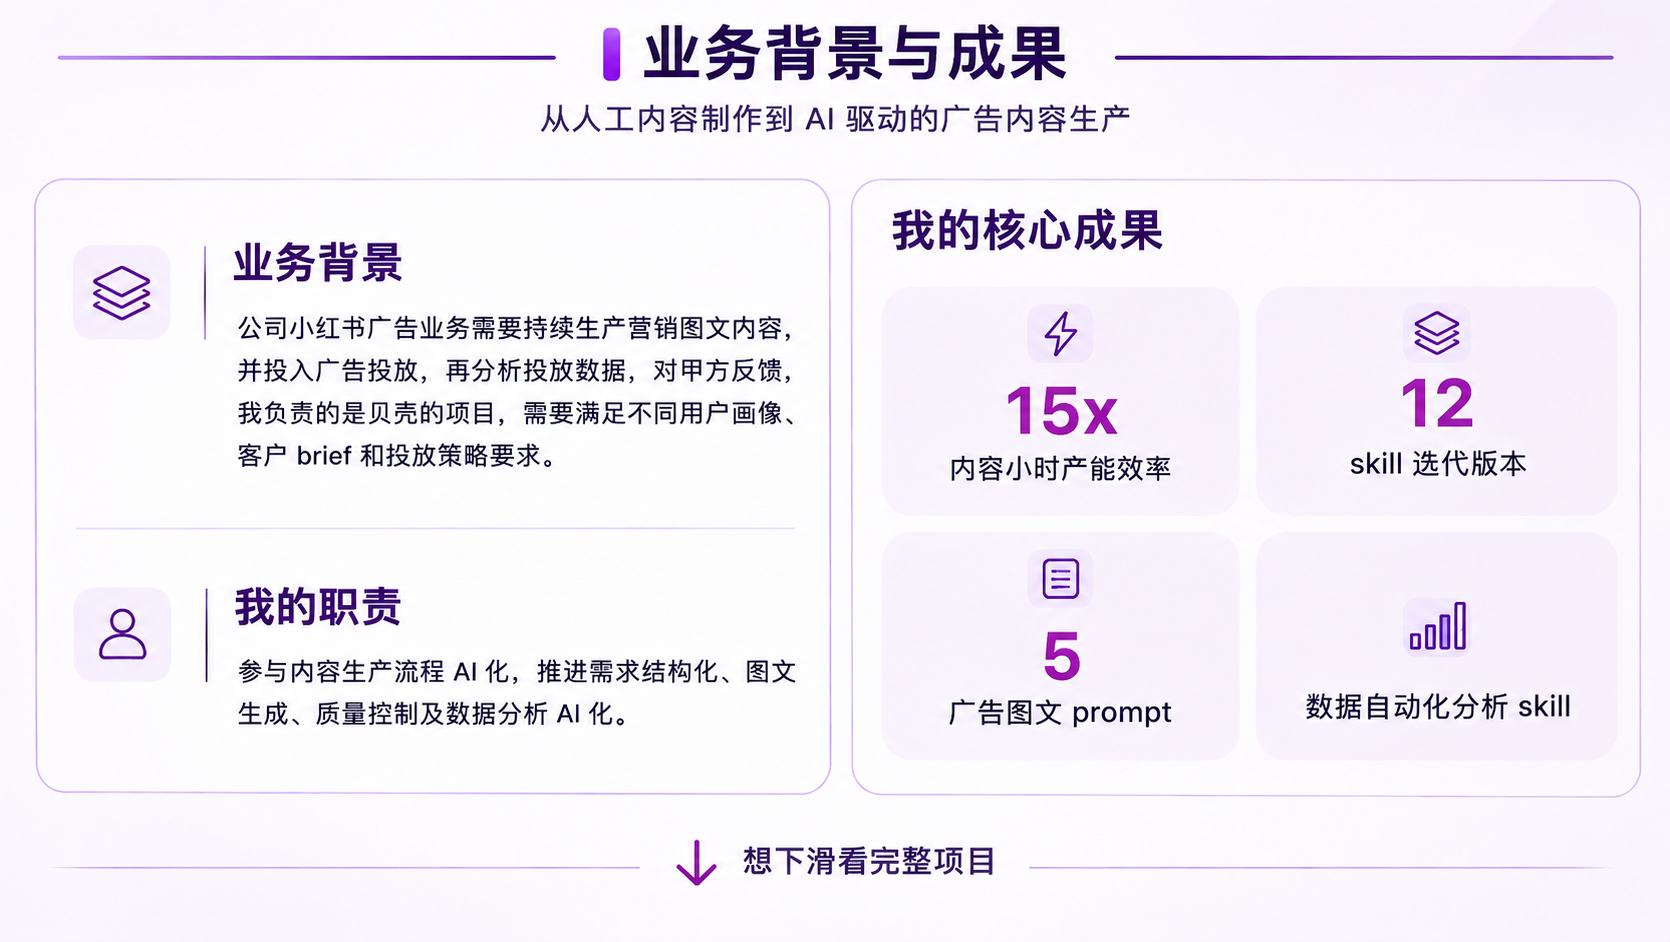 业务背景与成果
从人工内容制作到 AI 驱动的广告内容生产
业务背景
公司小红书广告业务需要持续生产营销图文内容，
并投入广告投放，再分析投放数据，对甲方反馈，
我负责的是贝壳的项目，需要满足不同用户画像、
客户 brief 和投放策略要求。
我的职责
参与内容生产流程 AI 化，推进需求结构化、图文
生成、质量控制及数据分析 AI 化。
我的核心成果
15x
内容小时产能效率
12
skill 选代版本
5
广告图文 prompt
数据自动化分析 skill
想下滑看完整项目